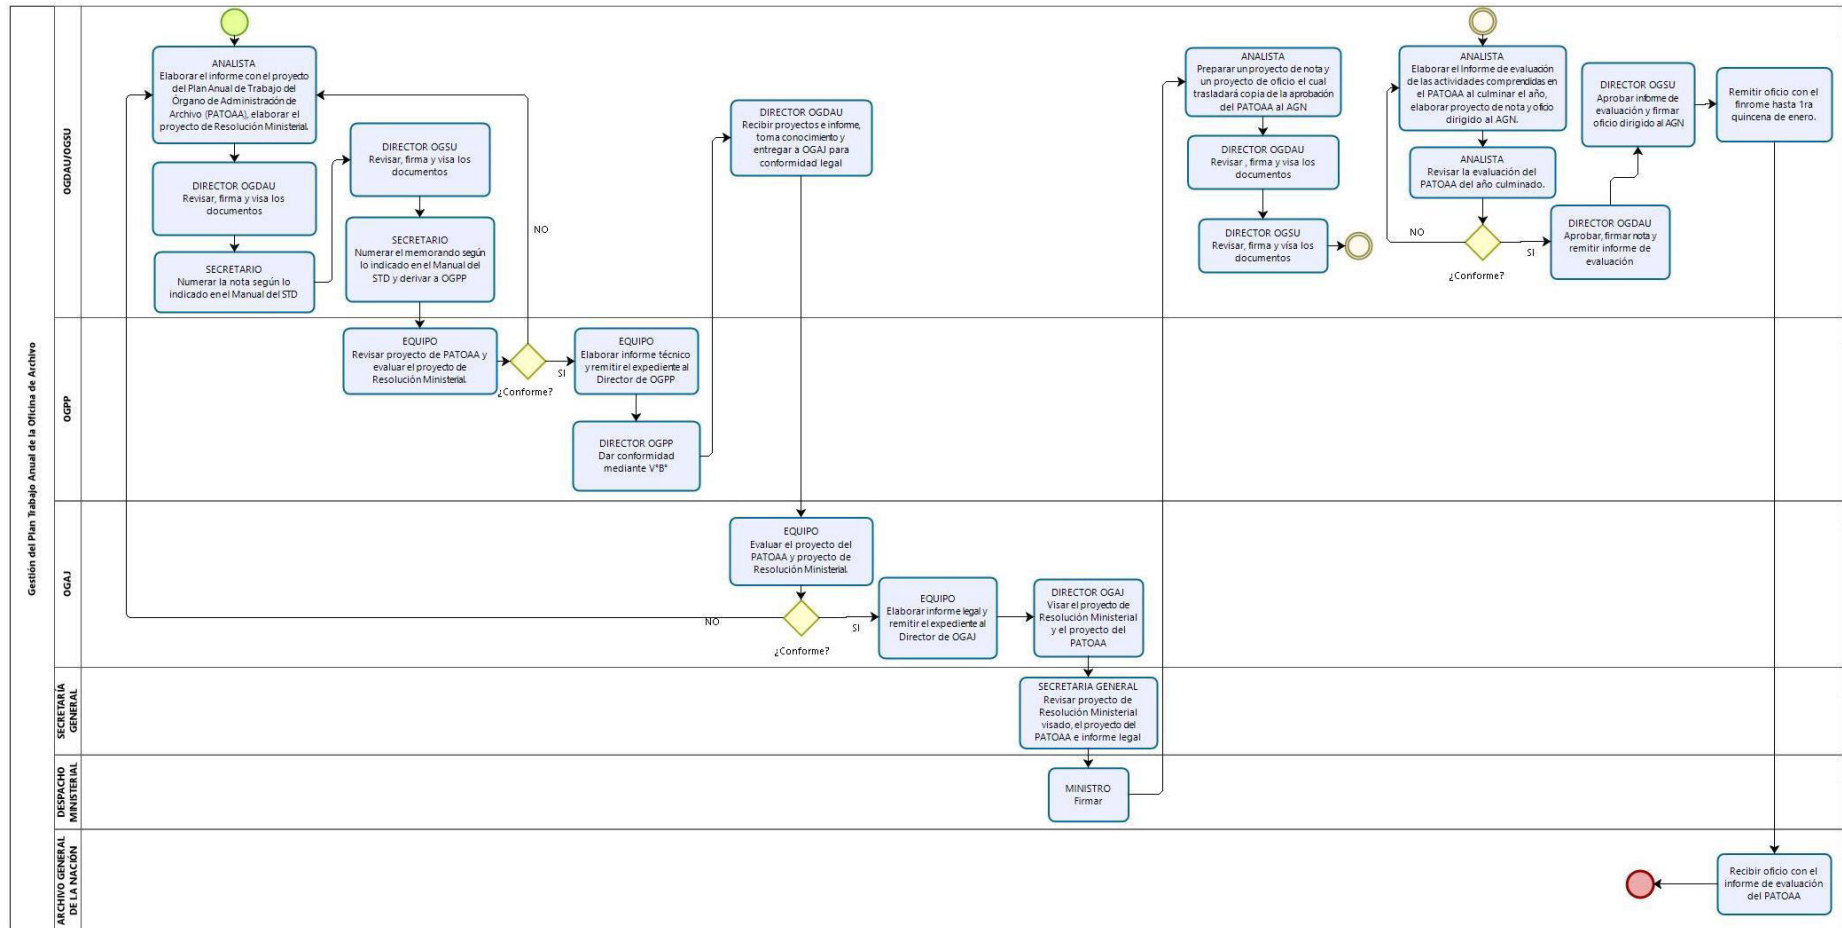 Gestión del Plan Trabajo Anual de la Oficina de Archivo
OGDAU/OGSU
ANALISTA
Elaborar el informe con el proyecto
del Plan Anual de Trabajo del
Órgano de Administración de
Archivo (PATOAA), elaborar el
proyecto de Resolución Ministerial.
DIRECTOR OGDAU
Revisar, firma y visa los
documentos
SECRETARIO
Numerar la nota según lo
indicado en el Manual del STD
DIRECTOR OGSU
Revisar, firma y visa los
documentos
SECRETARIO
Numerar el memorando según
lo indicado en el Manual del
STD y derivar a OGPP
NO
DIRECTOR OGDAU
Recibir proyectos e informe,
toma conocimiento y
entregar a OGAJ para
conformidad legal
ANALISTA
Preparar un proyecto de nota y
un proyecto de oficio el cual
trasladará copia de la aprobación
del PATOAA al AGN
DIRECTOR OGDAU
Revisar , firma y visa los
documentos
DIRECTOR OGSU
Revisar, firma y vísa los
documentos
ANALISTA
Elaborar el Informe de evaluación
de las actividades comprendidas en
el PATOAA al culminar el año,
elaborar proyecto de nota y oficio
dirigido al AGN.
ANALISTA
Revisar la evaluación del
PATOAA del año culminado.
NO
SI
¿Conforme?
DIRECTOR OGDAU
Aprobar, firmar nota y
remitir informe de
evaluación
DIRECTOR OGSU
Aprobar informe de
evaluación y firmar
oficio dirigido al AGN
Remitir oficio con el
finrome hasta 1ra
quincena de enero.
OGPP
EQUIPO
Revisar proyecto de PATOAA y
evaluar el proyecto de
Resolución Ministerial.
¿Conforme?
SI
EQUIPO
Elaborar informe técnico
y remitir el expediente al
Director de OGPP
DIRECTOR OGPP
Dar conformidad
mediante V°B°
OGAJ
EQUIPO
Evaluar el proyecto del
PATOAA y proyecto de
Resolución Ministerial.
NO
SI
¿Conforme?
EQUIPO
Elaborar informe legal y
remitir el expediente al
Director de OGAJ
DIRECTOR OGAJ
Visar el proyecto de
Resolución Ministerial
y el proyecto del
PATOAA
SECRETARÍA
GENERAL
SECRETARIA GENERAL
Revisar proyecto de
Resolución Ministerial
visado, el proyecto del
PATOAA e informe legal
DESPACHO
MINISTERIAL
MINISTRO
Firmar
ARCHIVO GENERAL
DE LA NACIÓN
Recibir oficio con el
informe de evaluación
del PATOAA